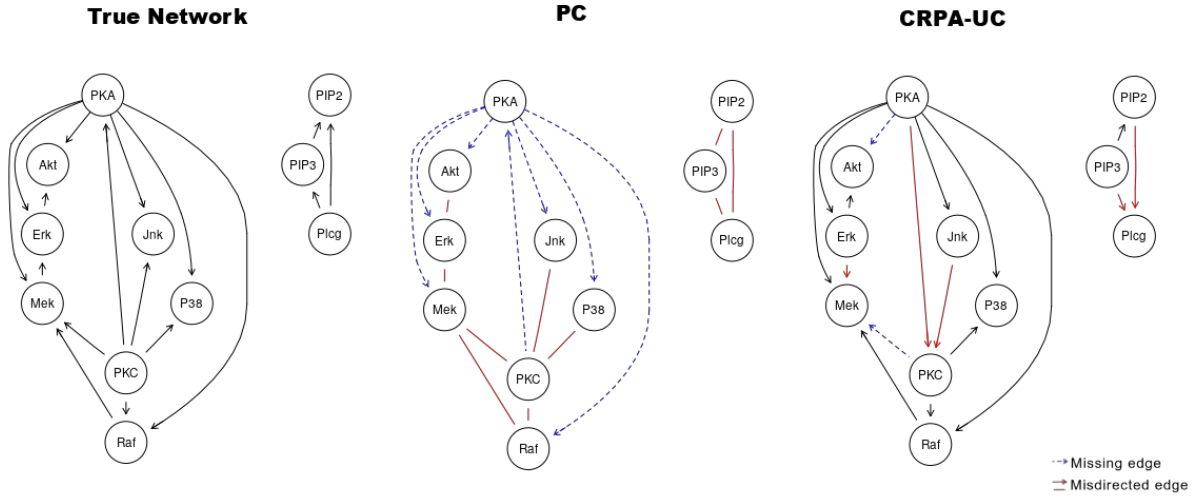 True Network
PKA
PIP2
Akt
PIP3
Erk
Jnk
Plcg
Mek
P38
PKC
Raf
PC
PKA
PIP2
Akt
PIP3
Erk
Jnk
Plcg
Mek
P38
PKC
Raf
CRPA-UC
PKA
PIP2
Akt
PIP3
Erk
Jnk
Plcg
Mek
P38
PKC
Raf
Missing edge
Misdirected edge